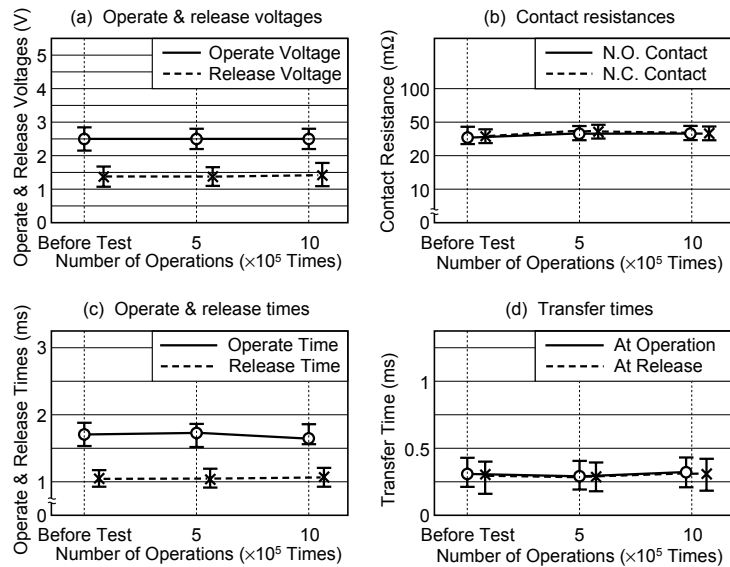 (a) Operate & release voltages
Operate & Release Voltages (V)
5
4
3
2
1
0
Operate Voltage
Release Voltage
Before Test 5 10
Number of Operations (×10⁵ Times)
(b) Contact resistances
Contact Resistance (mΩ)
100
50
20
10
0
N.O. Contact
N.C. Contact
Before Test 5 10
Number of Operations (×10⁵ Times)
(c) Operate & release times
Operate & Release Times (ms)
3
2
1
0
Operate Time
Release Time
Before Test 5 10
Number of Operations (×10⁵ Times)
(d) Transfer times
Transfer Time (ms)
1
0.5
0
At Operation
At Release
Before Test 5 10
Number of Operations (×10⁵ Times)